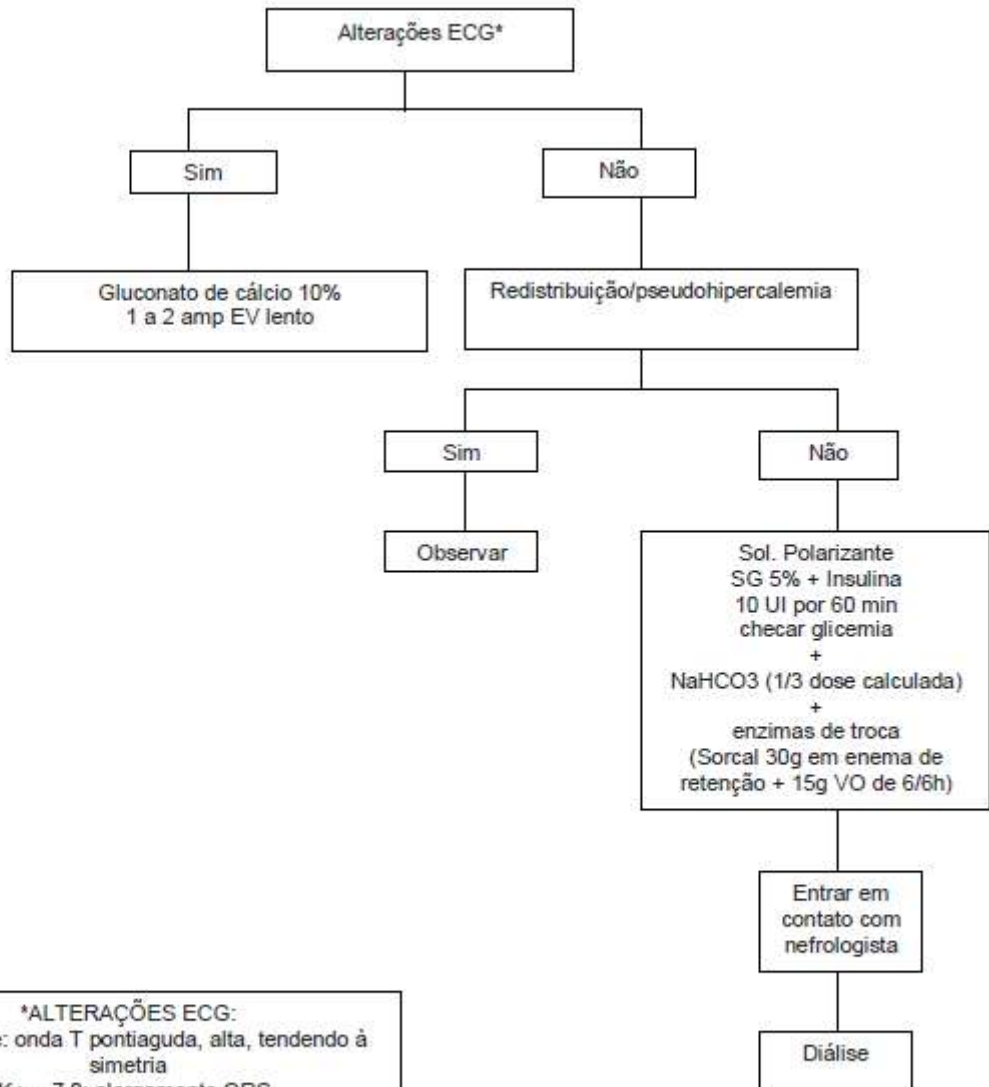 Alterações ECG*
Sim
Não
Gluconato de cálcio 10%
1 a 2 amp EV lento
Redistribuição/pseudohipercalemia
Sim
Não
Observar
Sol. Polarizante
SG 5% + Insulina
10 UI por 60 min
checar glicemia
+
NaHCO3 (1/3 dose calculada)
+
enzimas de troca
(Sorcal 30g em enema de
retenção + 15g VO de 6/6h)
Entrar em
contato com
nefrologista
Diálise
*ALTERAÇÕES ECG:
onda T pontiaguda, alta, tendendo à
simetria